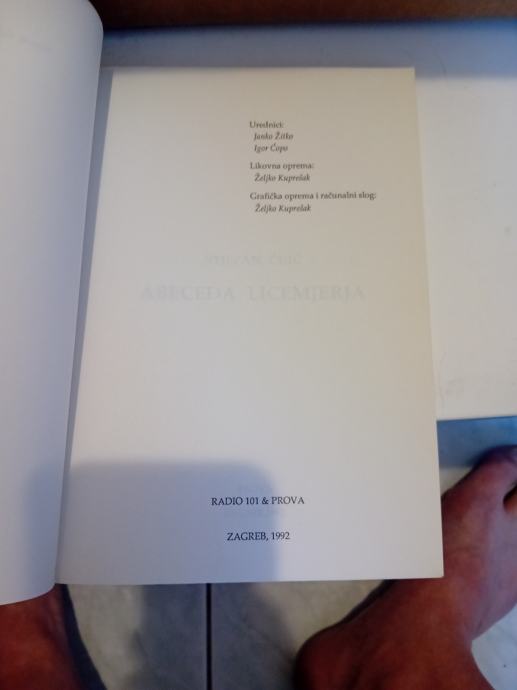 Urednici:
Janko Žitko
Igor Čopo
Likovna oprema:
Željko Kuprešak
Grafička oprema i računalni slog:
Željko Kuprešak
ABECEDA LICEMJERJA
RADIO 101 & PROVA
ZAGREB, 1992